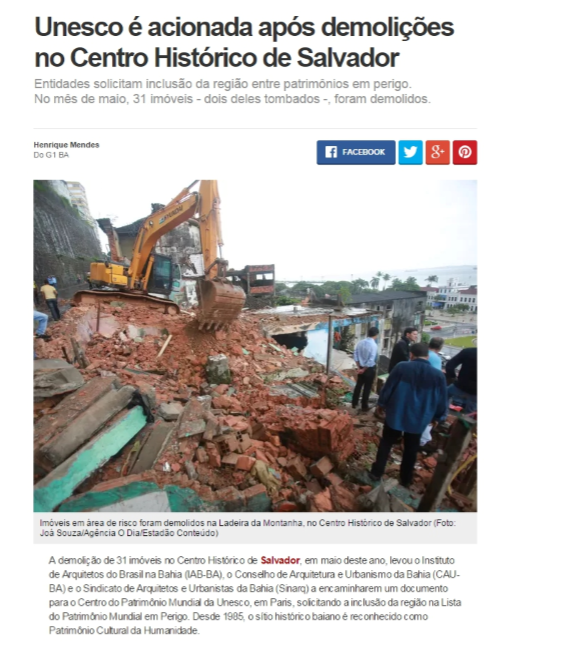 Unesco é acionada após demolições
no Centro Histórico de Salvador
Entidades solicitam inclusão da região entre patrimônios em perigo.
No mês de maio, 31 imóveis - dois deles tombados -, foram demolidos.
Henrique Mendes
Do G1 BA
FACEBOOK
Imóveis em área de risco foram demolidos na Ladeira da Montanha, no Centro Histórico de Salvador (Foto:
Joá Souza/Agência O Dia/Estadão Conteúdo)
A demolição de 31 imóveis no Centro Histórico de Salvador, em maio deste ano, levou o Instituto
de Arquitetos do Brasil na Bahia (IAB-BA), o Conselho de Arquitetura e Urbanismo da Bahia (CAU-
BA) e o Sindicato de Arquitetos e Urbanistas da Bahia (Sinarq) a encaminharem um documento
para o Centro do Patrimônio Mundial da Unesco, em Paris, solicitando a inclusão da região na Lista
do Patrimônio Mundial em Perigo. Desde 1985, o sítio histórico baiano é reconhecido como
Patrimônio Cultural da Humanidade.